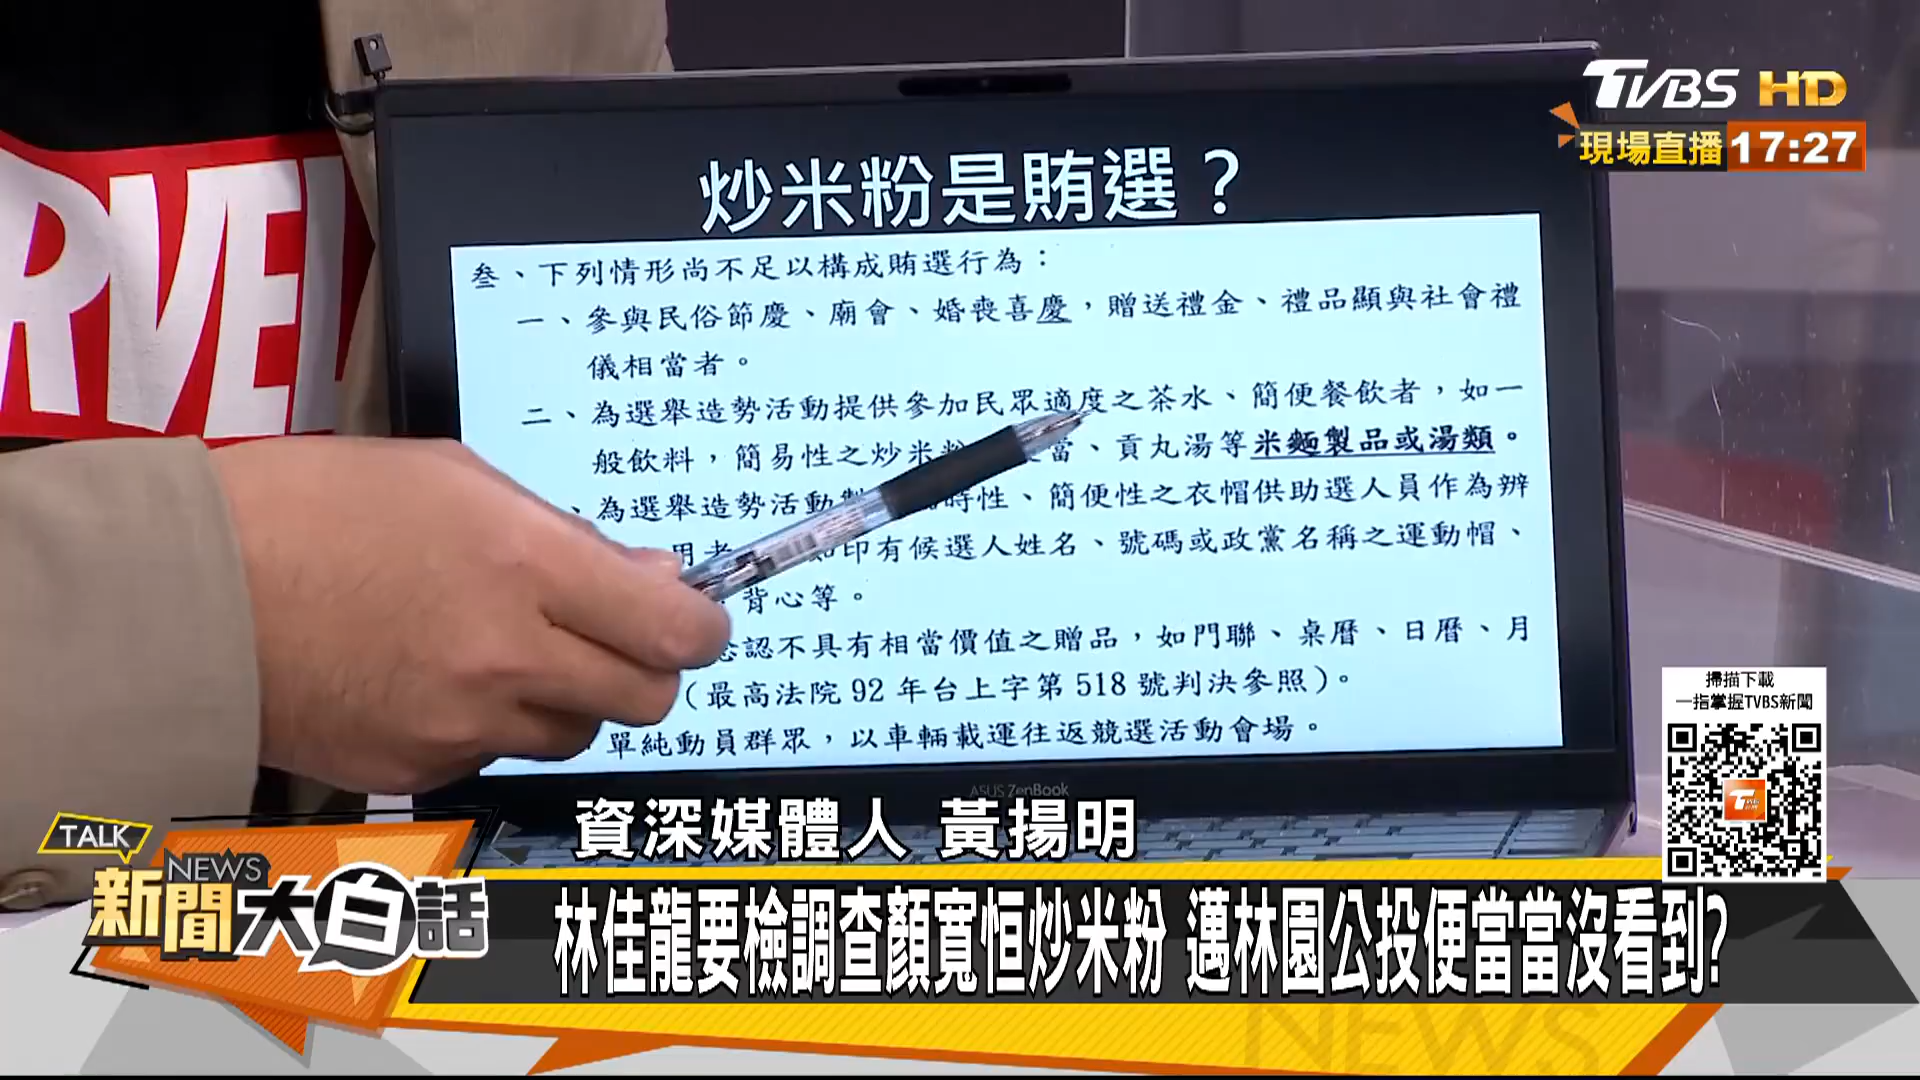 TVBS HD
現場直播 17:27
RVEL
ASUS ZenBook
炒米粉是賄選？
叁、下列情形尚不足以構成賄選行為：
一、參與民俗節慶、廟會、婚喪喜慶，贈送禮金、禮品顯與社會禮
儀相當者。
二、為選舉造勢活動提供參加民眾適度之茶水、簡便餐飲者，如一
般飲料，簡易性之炒米粉 當、貢丸湯等米麵製品或湯類。
、為選舉造勢活動製 時性、簡便性之衣帽供助選人員作為辨
用者 如印有候選人姓名、號碼或政黨名稱之運動帽、
背心等。
念認不具有相當價值之贈品，如門聯、桌曆、日曆、月
（最高法院 92 年台上字第 518 號判決參照）。
單純動員群眾，以車輛載運往返競選活動會場。
ASUS ZenBook
掃描下載
一指掌握TVBS新聞
資深媒體人 黃揚明
TALK
NEWS
新聞大白話
林佳龍要檢調查顏寬恒炒米粉 邁林園公投便當當沒看到?
NEWS